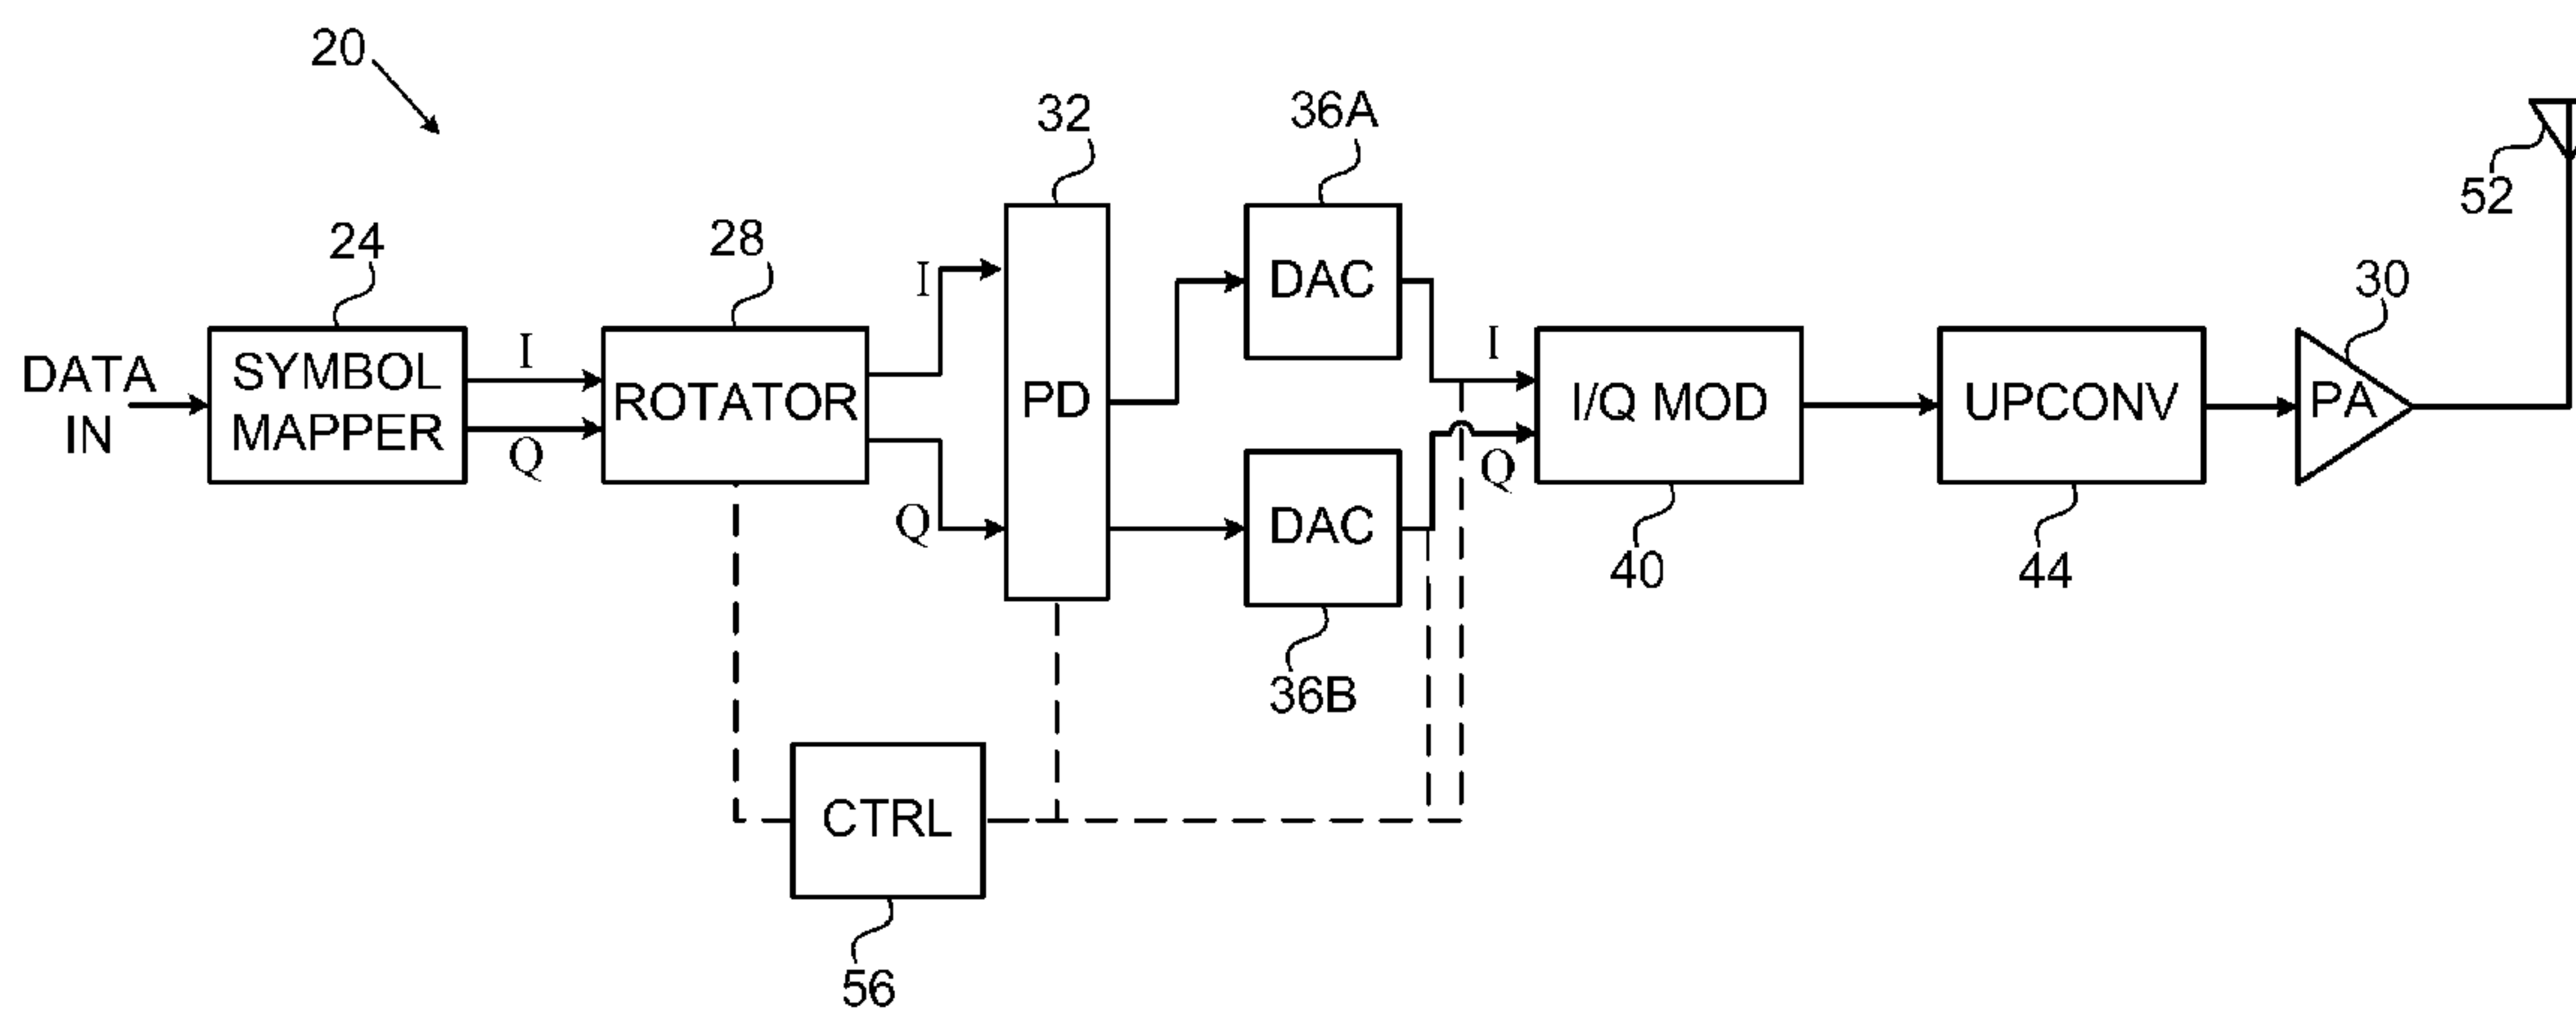 20
32
36A
52
24
28
I
DAC
30
DATA
IN
SYMBOL
MAPPER
I
Q
ROTATOR
Q
PD
DAC
I
Q
I/Q MOD
UPCONV
PA
40
44
36B
CTRL
56